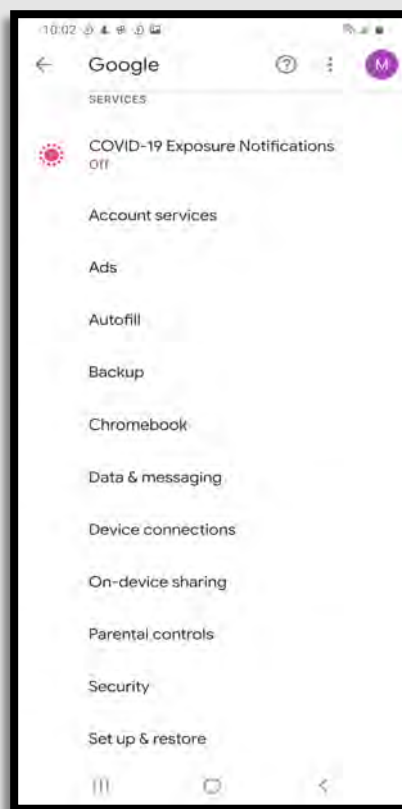 10:02
Google
M
SERVICES
COVID-19 Exposure Notifications
Off
Account services
Ads
Autofill
Backup
Chromebook
Data & messaging
Device connections
On-device sharing
Parental controls
Security
Set up & restore